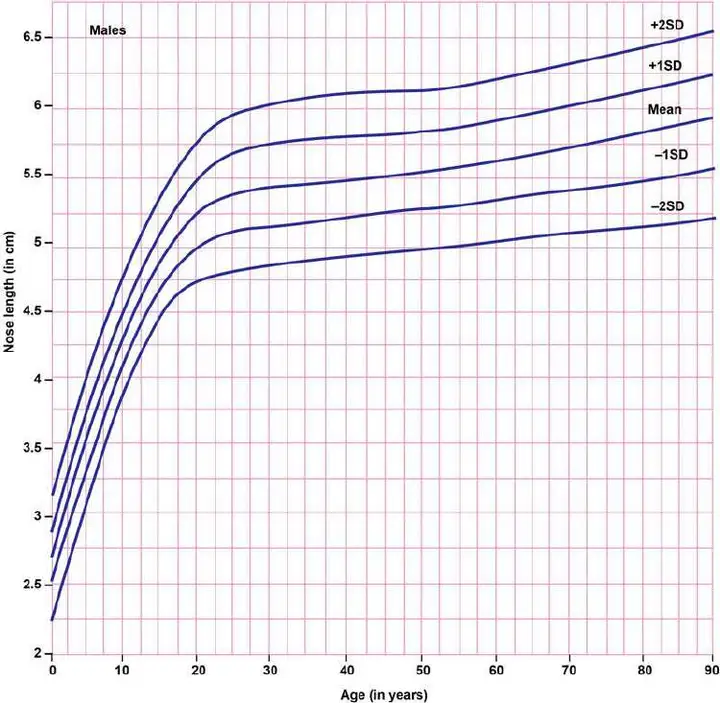 Males
+2SD
+1SD
Mean
–1SD
–2SD
Nose length (in cm)
6.5
6
5.5
5
4.5
4
3.5
3
2.5
2
0 10 20 30 40 50 60 70 80 90
Age (in years)